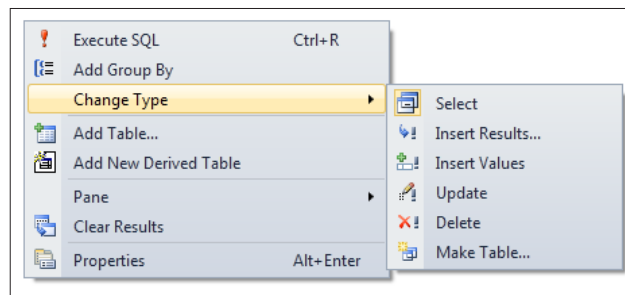 Execute SQL Ctrl+R
Add Group By
Change Type
Add Table...
Add New Derived Table
Pane
Clear Results
Properties Alt+Enter
Select
Insert Results...
Insert Values
Update
Delete
Make Table...